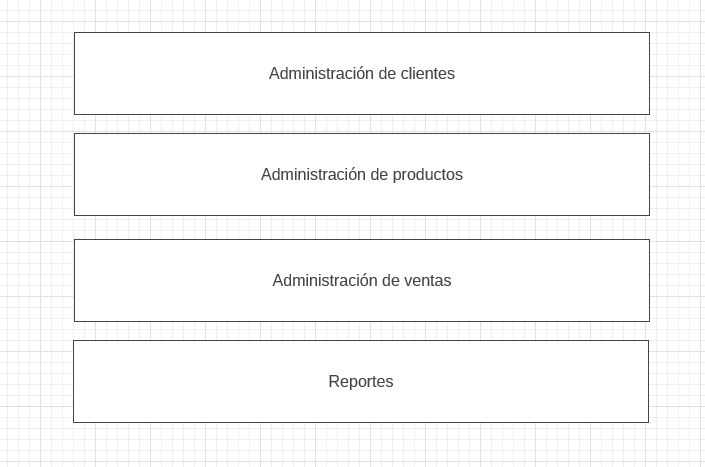 Administración de clientes
Administración de productos
Administración de ventas
Reportes